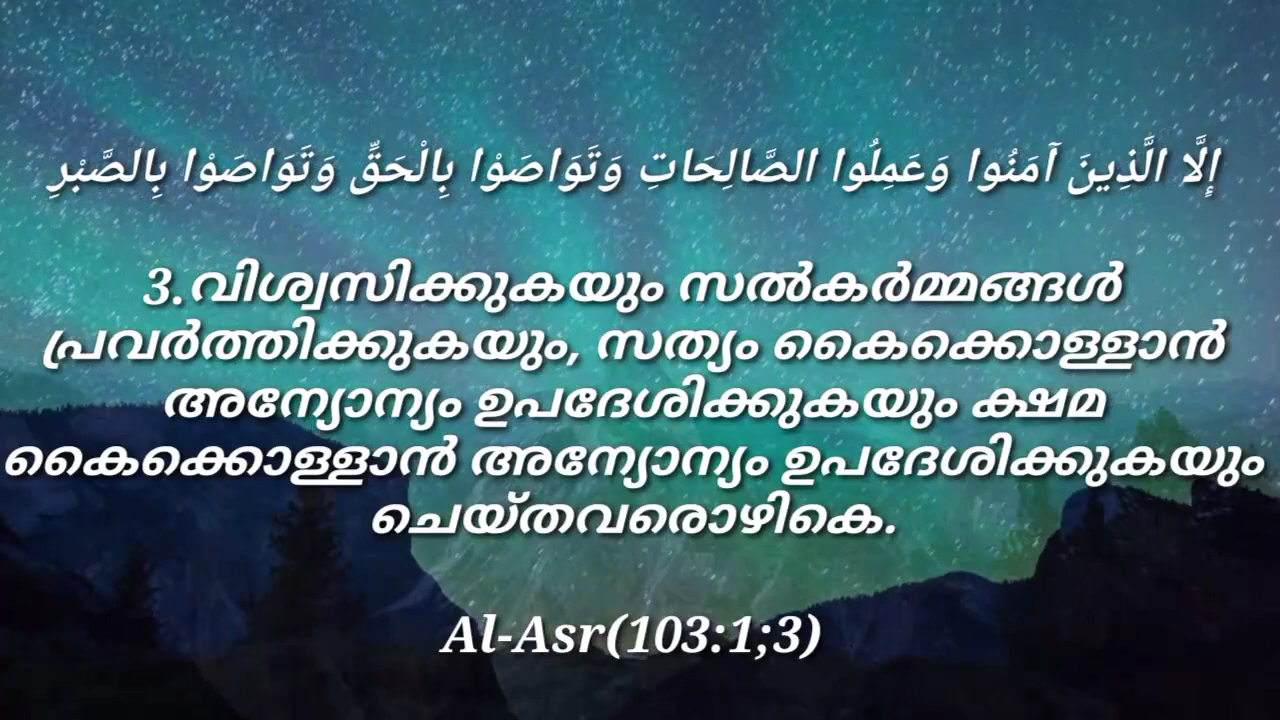 إِلَّا الَّذِينَ آمَنُوا وَعَمِلُوا الصَّالِحَاتِ وَتَوَاصَوْا بِالْحَقِّ وَتَوَاصَوْا بِالصَّبْرِ
3.വിശ്വസിക്കുകയും സൽകർമ്മങ്ങൾ
പ്രവർത്തിക്കുകയും, സത്യം കൈക്കൊള്ളാൻ
അന്യോന്യം ഉപദേശിക്കുകയും ക്ഷമ
കൈക്കൊള്ളാൻ അന്യോന്യം ഉപദേശിക്കുകയും
ചെയ്തവരൊഴികെ.
Al-Asr(103:1;3)